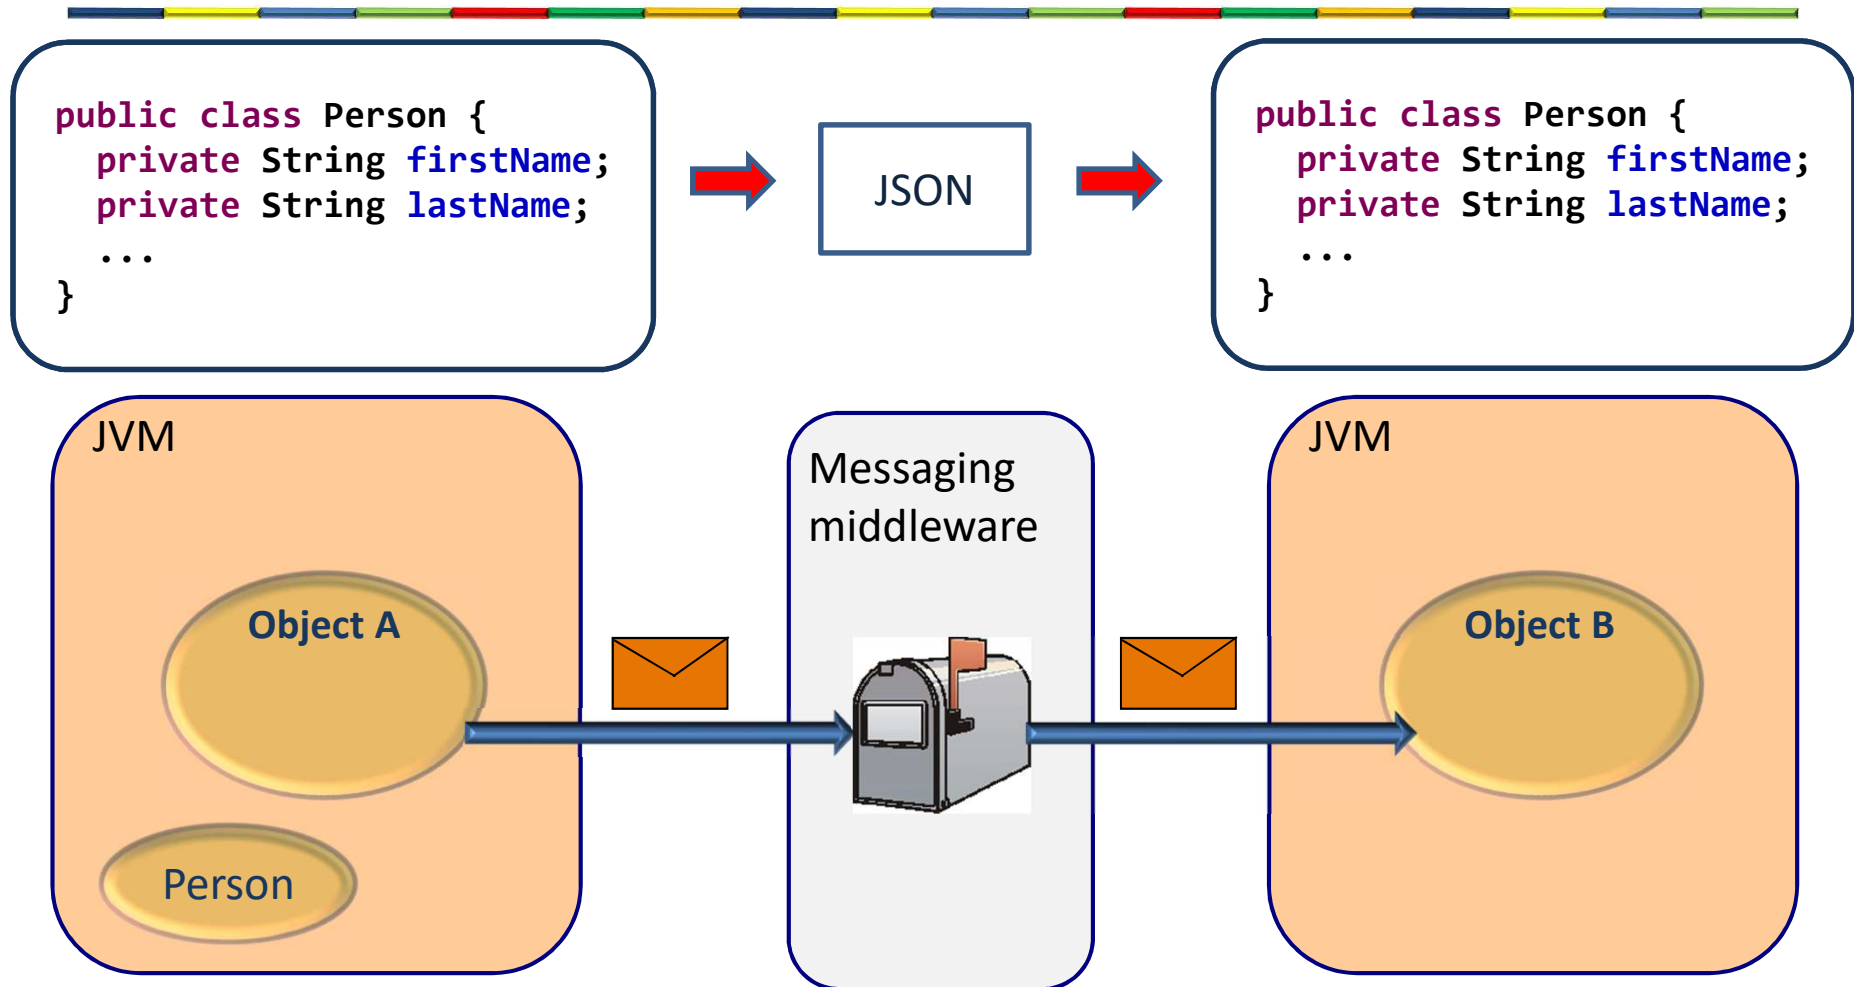 public class Person {
  private String firstName;
  private String lastName;
  ...
}
JSON
public class Person {
  private String firstName;
  private String lastName;
  ...
}
JVM
Object A
Person
Messaging
middleware
JVM
Object B